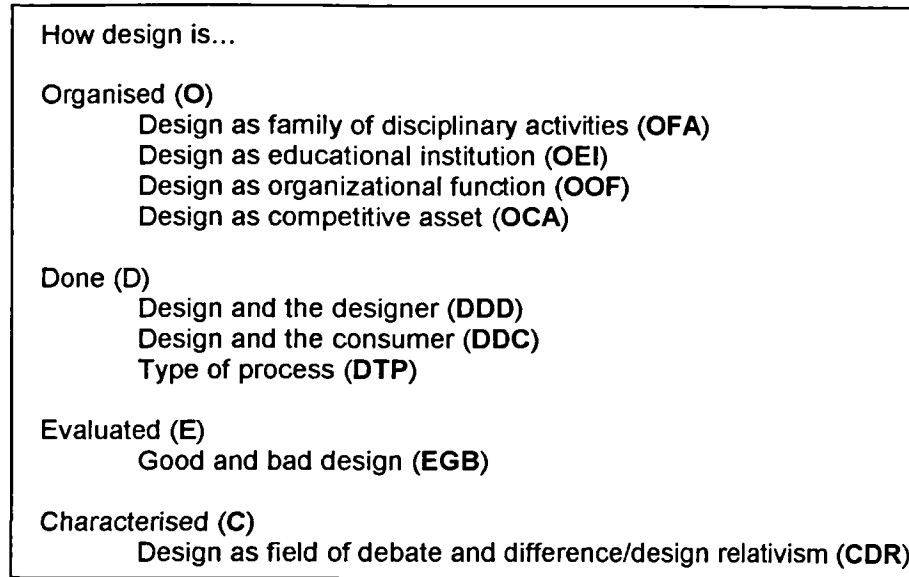 How design is...
Organised (O)
Design as family of disciplinary activities (OFA)
Design as educational institution (OEI)
Design as organizational function (OOF)
Design as competitive asset (OCA)
Done (D)
Design and the designer (DDD)
Design and the consumer (DDC)
Type of process (DTP)
Evaluated (E)
Good and bad design (EGB)
Characterised (C)
Design as field of debate and difference/design relativism (CDR)